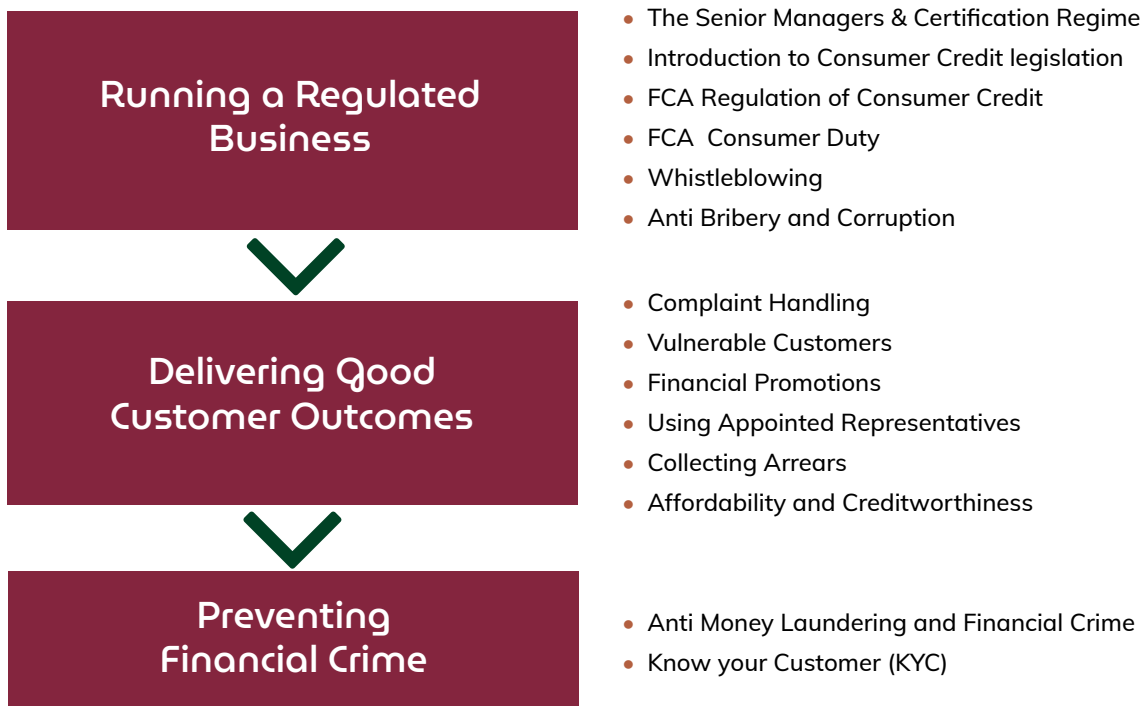 Running a Regulated
Business
• The Senior Managers & Certification Regime
• Introduction to Consumer Credit legislation
• FCA Regulation of Consumer Credit
• FCA  Consumer Duty
• Whistleblowing
• Anti Bribery and Corruption
Delivering Good
Customer Outcomes
• Complaint Handling
• Vulnerable Customers
• Financial Promotions
• Using Appointed Representatives
• Collecting Arrears
• Affordability and Creditworthiness
Preventing
Financial Crime
• Anti Money Laundering and Financial Crime
• Know your Customer (KYC)